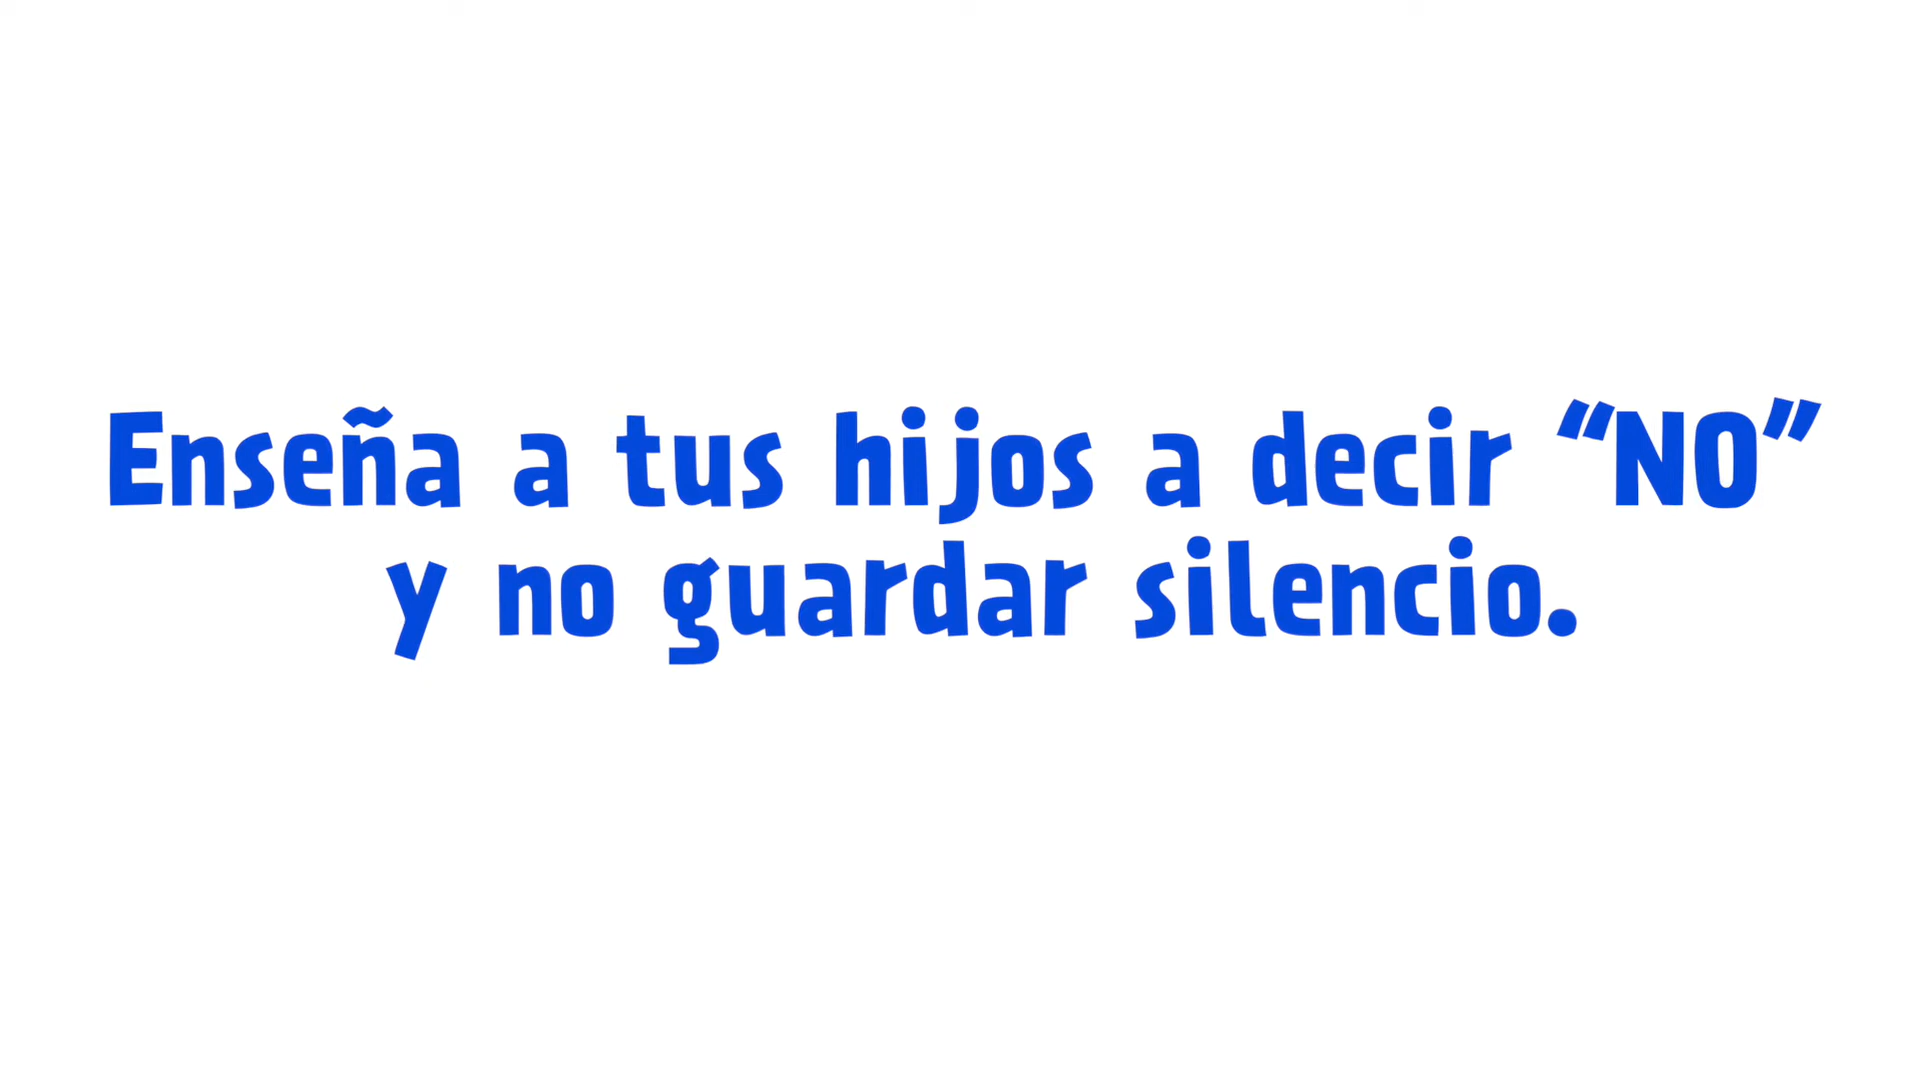 Enseña a tus hijos a decir “NO”
y no guardar silencio.